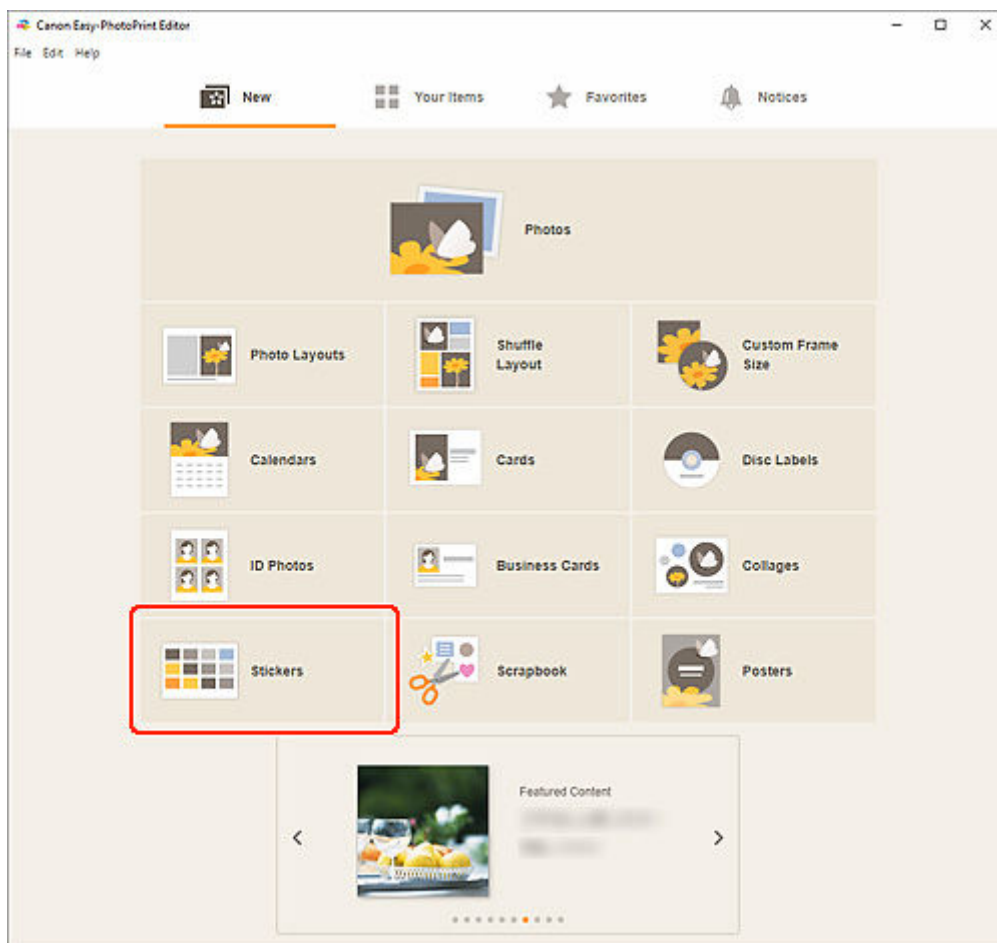 Canon Easy-PhotoPrint Editor
File Edit Help
New
Your Items
Favorites
Notices
Photos
Photo Layouts
Shuffle
Layout
Custom Frame
Size
Calendars
Cards
Disc Labels
ID Photos
Business Cards
Collages
Stickers
Scrapbook
Posters
Featured Content